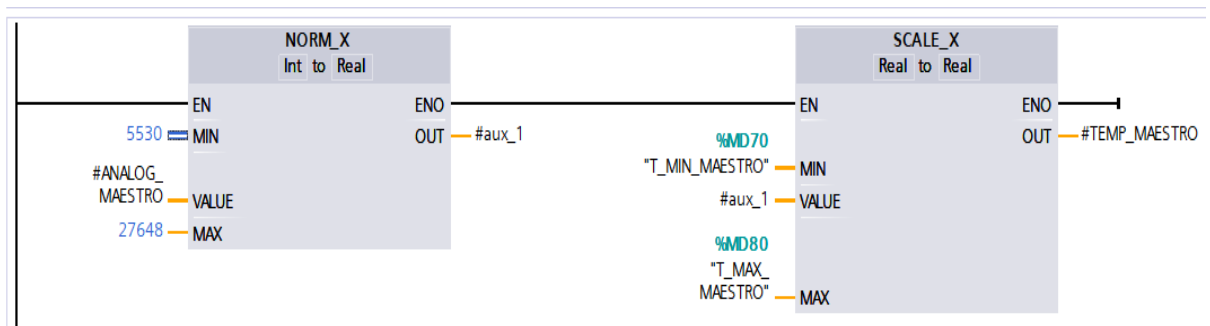 NORM_X
Int to Real
EN
ENO
5530
MIN
OUT
#aux_1
#ANALOG_
MAESTRO
VALUE
27648
MAX
SCALE_X
Real to Real
EN
ENO
%MD70
"T_MIN_MAESTRO"
MIN
OUT
#TEMP_MAESTRO
#aux_1
VALUE
%MD80
"T_MAX_
MAESTRO"
MAX